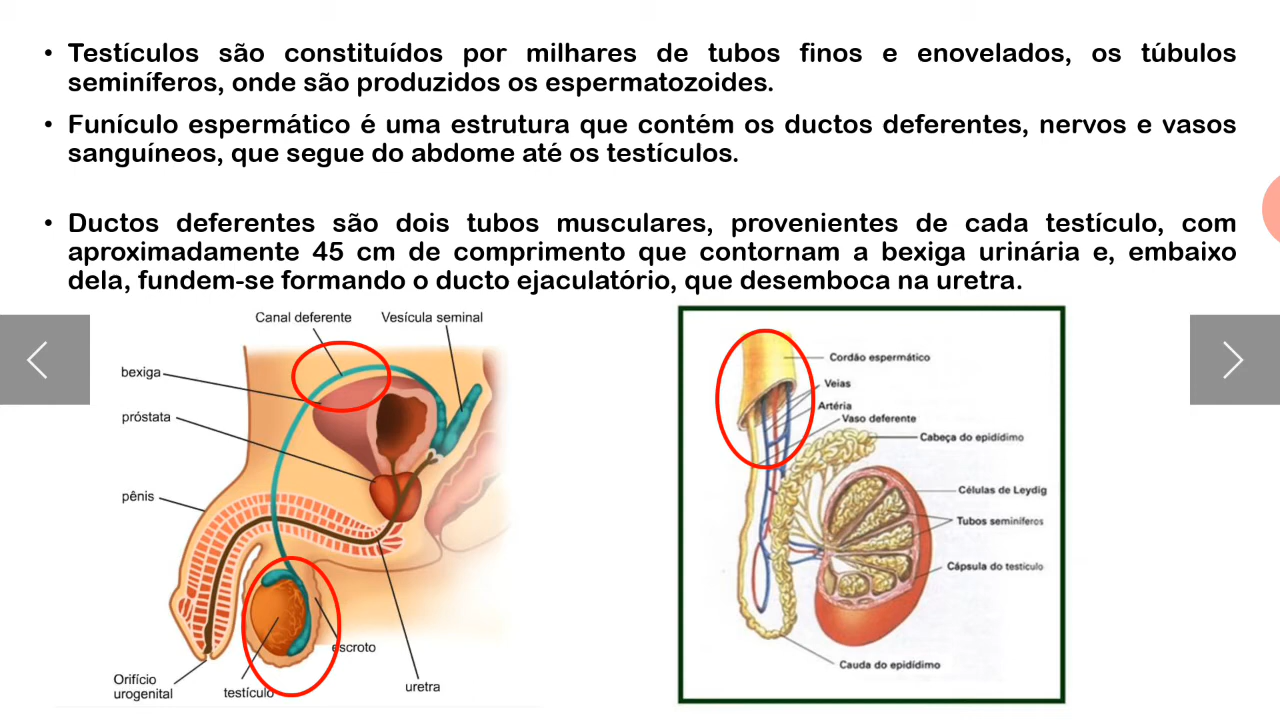 • Testículos são constituídos por milhares de tubos finos e enovelados, os túbulos
seminíferos, onde são produzidos os espermatozoides.
• Funículo espermático é uma estrutura que contém os ductos deferentes, nervos e vasos
sanguíneos, que segue do abdome até os testículos.
• Ductos deferentes são dois tubos musculares, provenientes de cada testículo, com
aproximadamente 45 cm de comprimento que contornam a bexiga urinária e, embaixo
dela, fundem-se formando o ducto ejaculatório, que desemboca na uretra.
Canal deferente
Vesícula seminal
bexiga
próstata
pênis
escroto
Orifício
urogenital
testículo
uretra
Cordão espermático
Veias
Artéria
Vaso deferente
Cabeça do epidídimo
Células de Leydig
Tubos seminíferos
Cápsula do testículo
Cauda do epidídimo